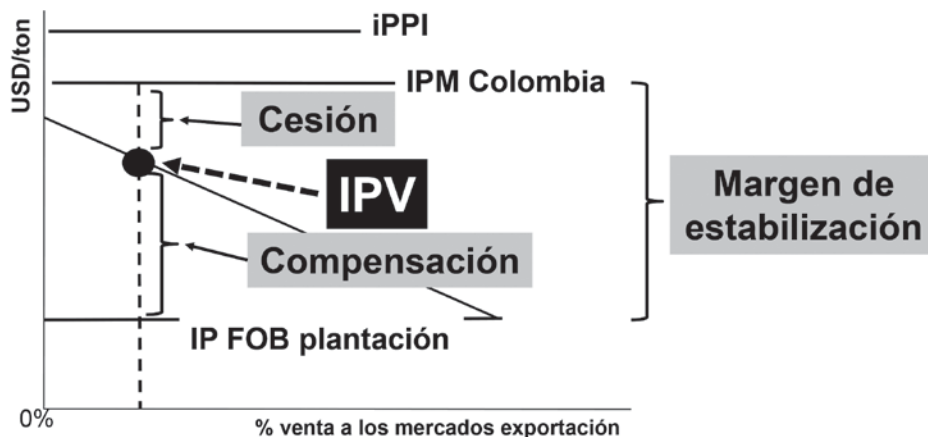 USD/ton
iPPI
IPM Colombia
Cesión
IPV
Margen de
estabilización
Compensación
IP FOB plantación
0%
% venta a los mercados exportación